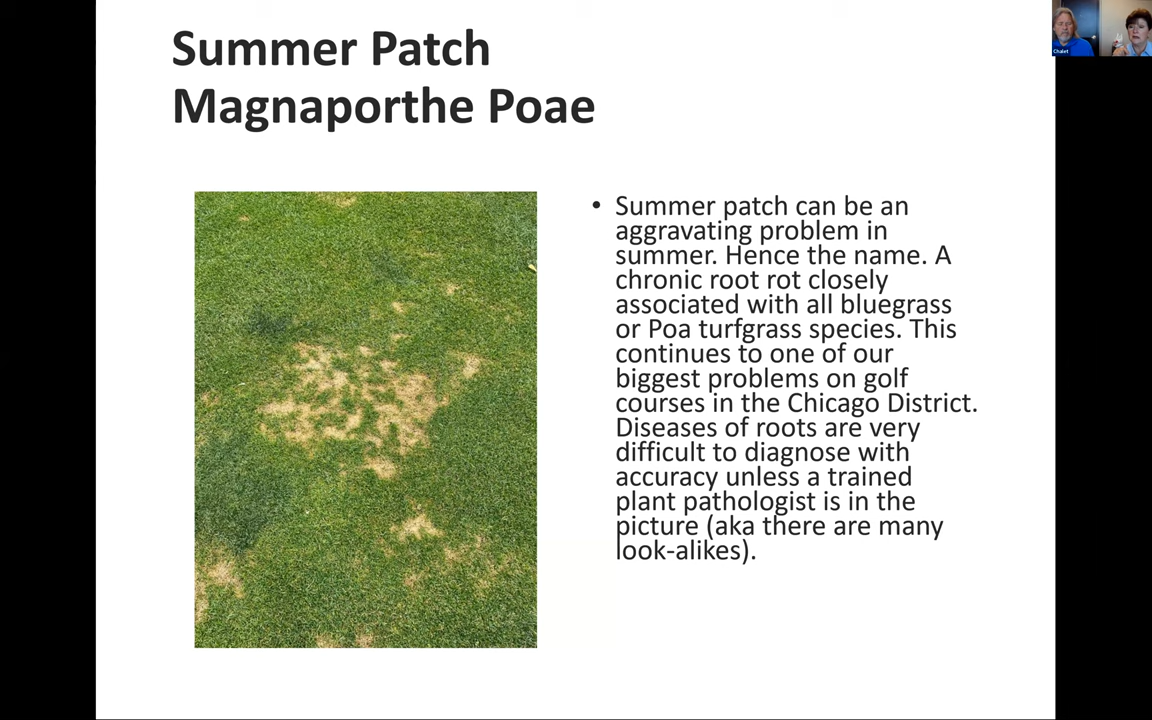 Summer Patch
Magnaporthe Poae
• Summer patch can be an
aggravating problem in
summer. Hence the name. A
chronic root rot closely
associated with all bluegrass
or Poa turfgrass species. This
continues to one of our
biggest problems on golf
courses in the Chicago District.
Diseases of roots are very
difficult to diagnose with
accuracy unless a trained
plant pathologist is in the
picture (aka there are many
look-alikes).
Chalet